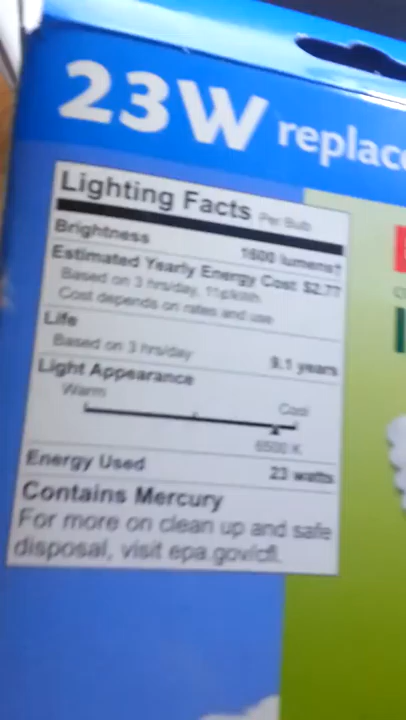 23W replac
Lighting Facts Per Bulb
Brightness 1600 lumens†
Estimated Yearly Energy Cost $2.77
Based on 3 hrs/day, 11¢/kWh
Cost depends on rates and use
Life
Based on 3 hrs/day 9.1 years
Light Appearance
Warm Cool
6500 K
Energy Used 23 watts
Contains Mercury
For more on clean up and safe
disposal, visit epa.gov/cfl.